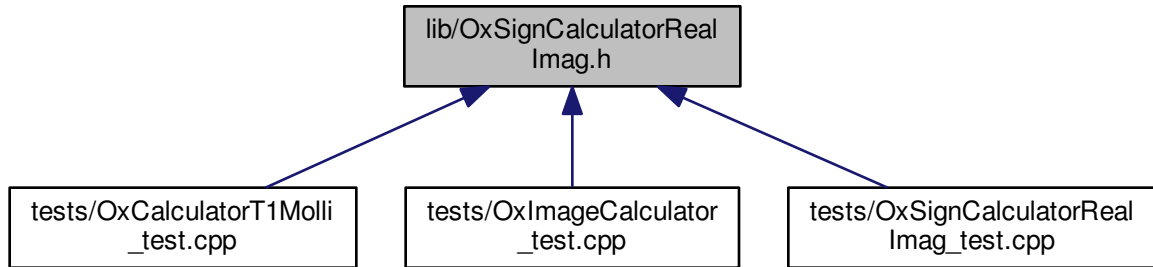 lib/OxSignCalculatorReal
Imag.h
tests/OxCalculatorT1Molli
_test.cpp
tests/OxImageCalculator
_test.cpp
tests/OxSignCalculatorReal
Imag_test.cpp